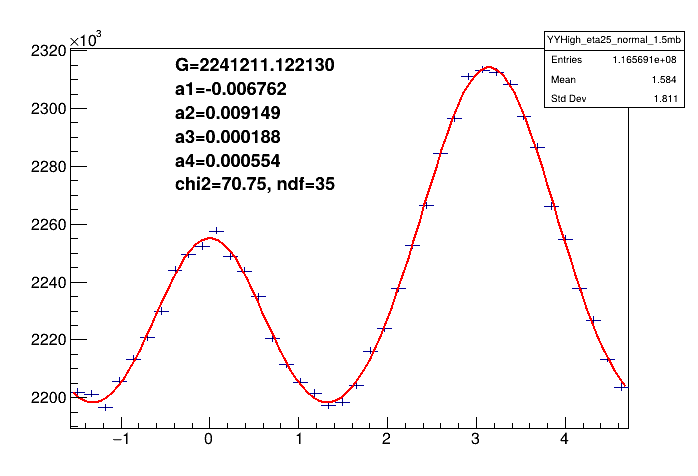 YYHigh_eta25_normal_1.5mb
Entries 1.165691e+08
Mean 1.584
Std Dev 1.811
×10³
G=2241211.122130
a1=-0.006762
a2=0.009149
a3=0.000188
a4=0.000554
chi2=70.75, ndf=35
2320
2300
2280
2260
2240
2220
2200
−1 0 1 2 3 4